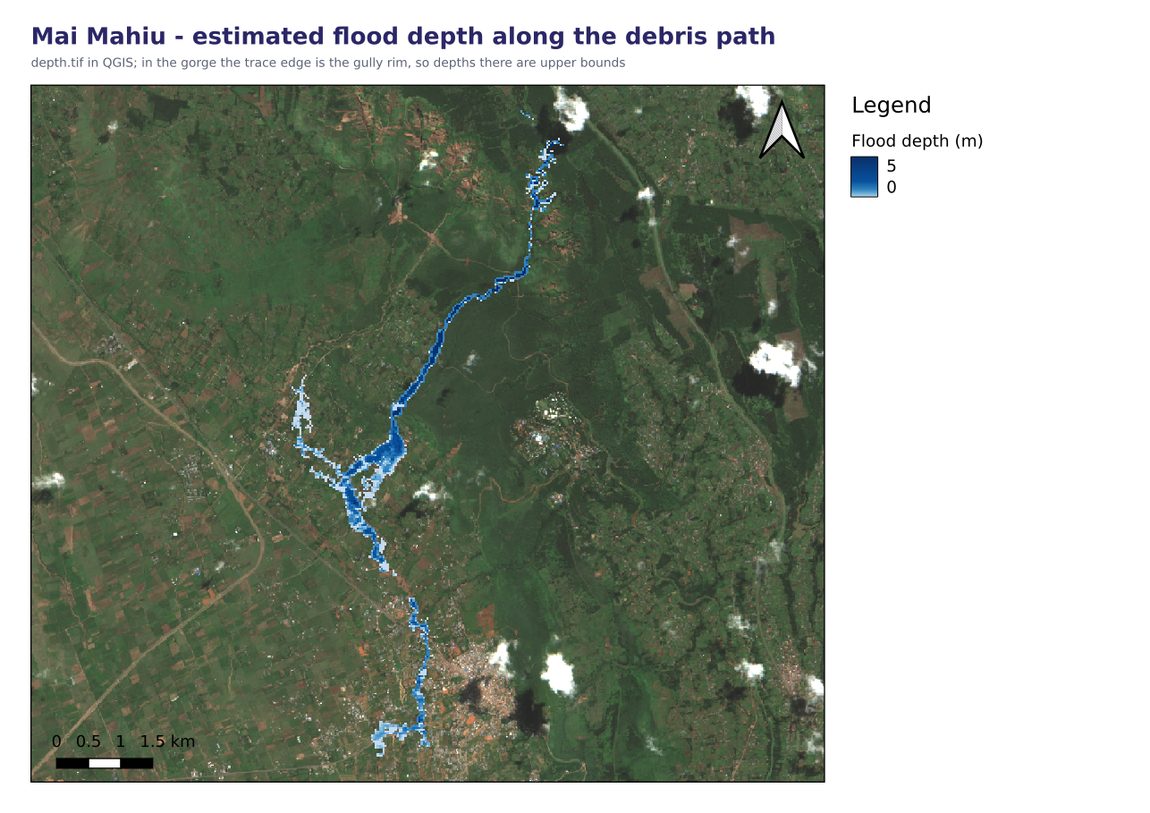 Mai Mahiu - estimated flood depth along the debris path
depth.tif in QGIS; in the gorge the trace edge is the gully rim, so depths there are upper bounds
Legend
Flood depth (m)
5
0
0 0.5 1 1.5 km